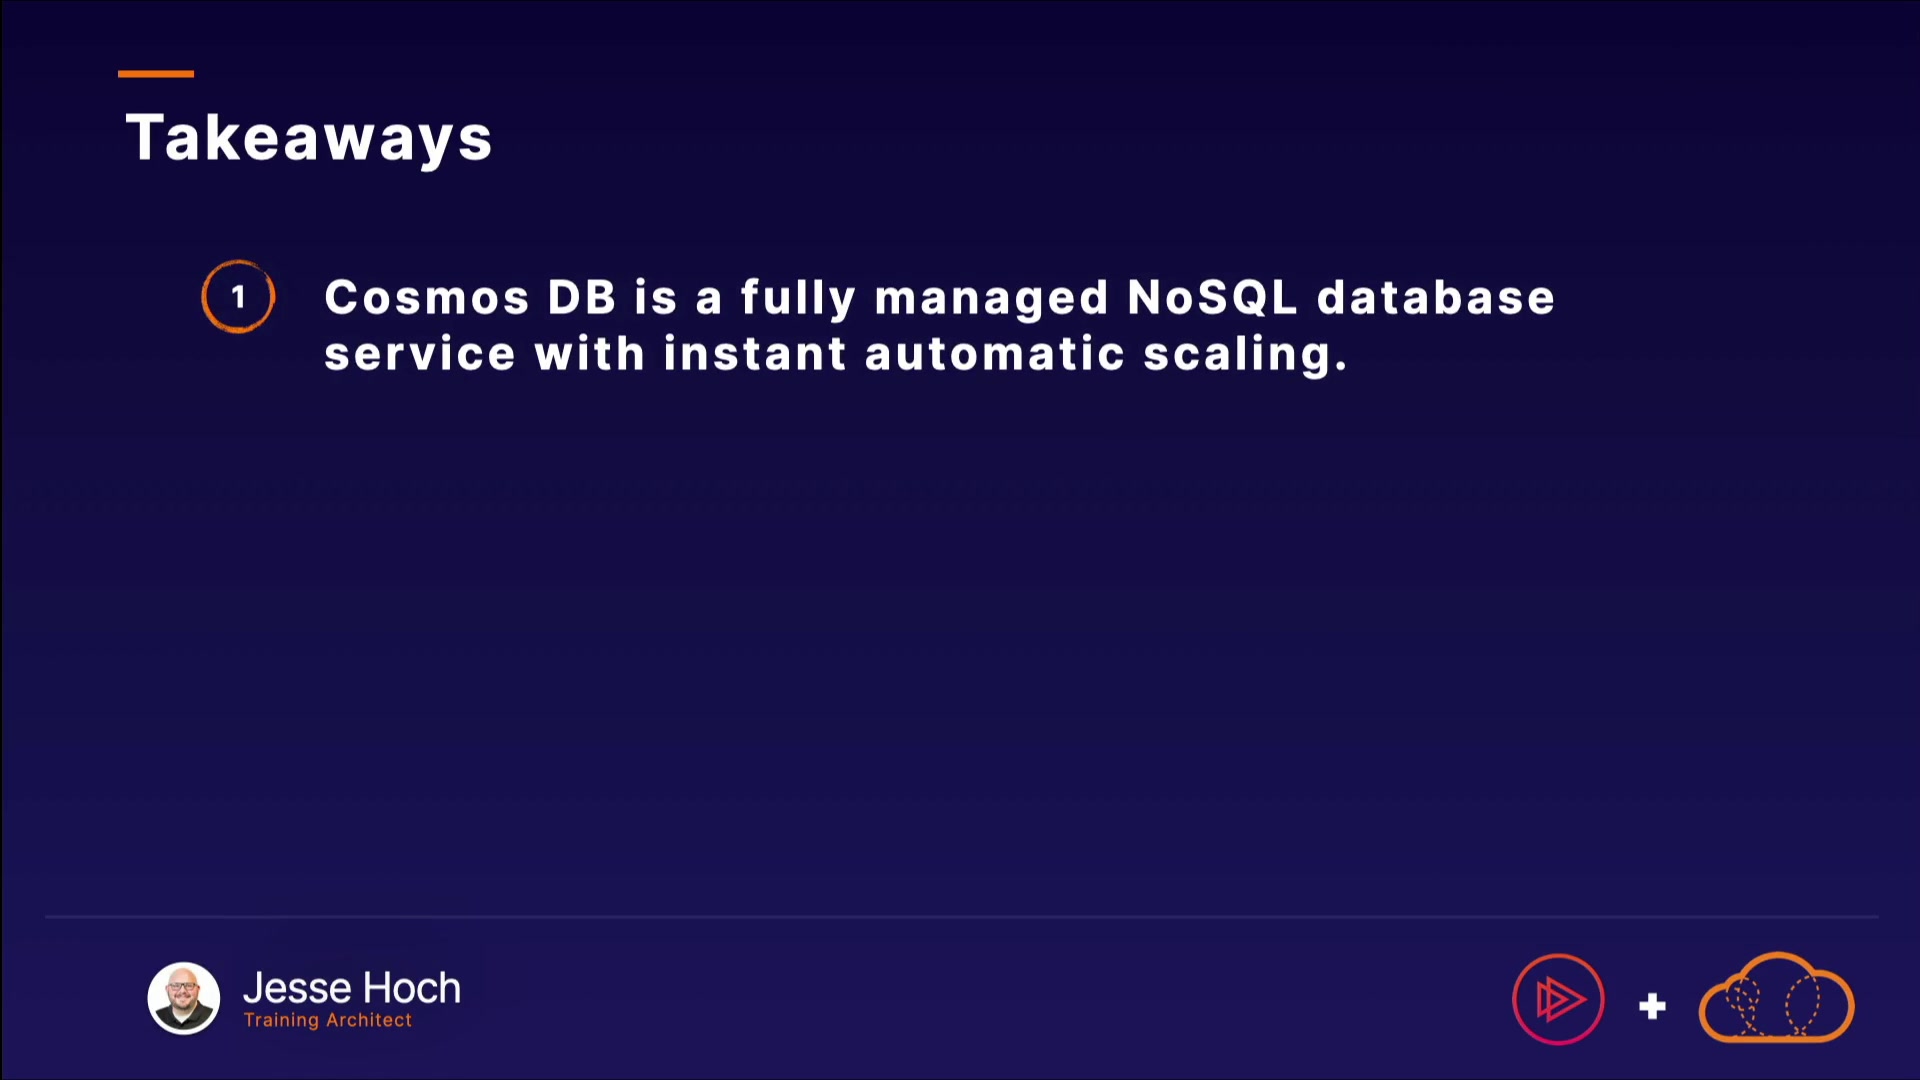 Takeaways
1
Cosmos DB is a fully managed NoSQL database
service with instant automatic scaling.
Jesse Hoch
Training Architect